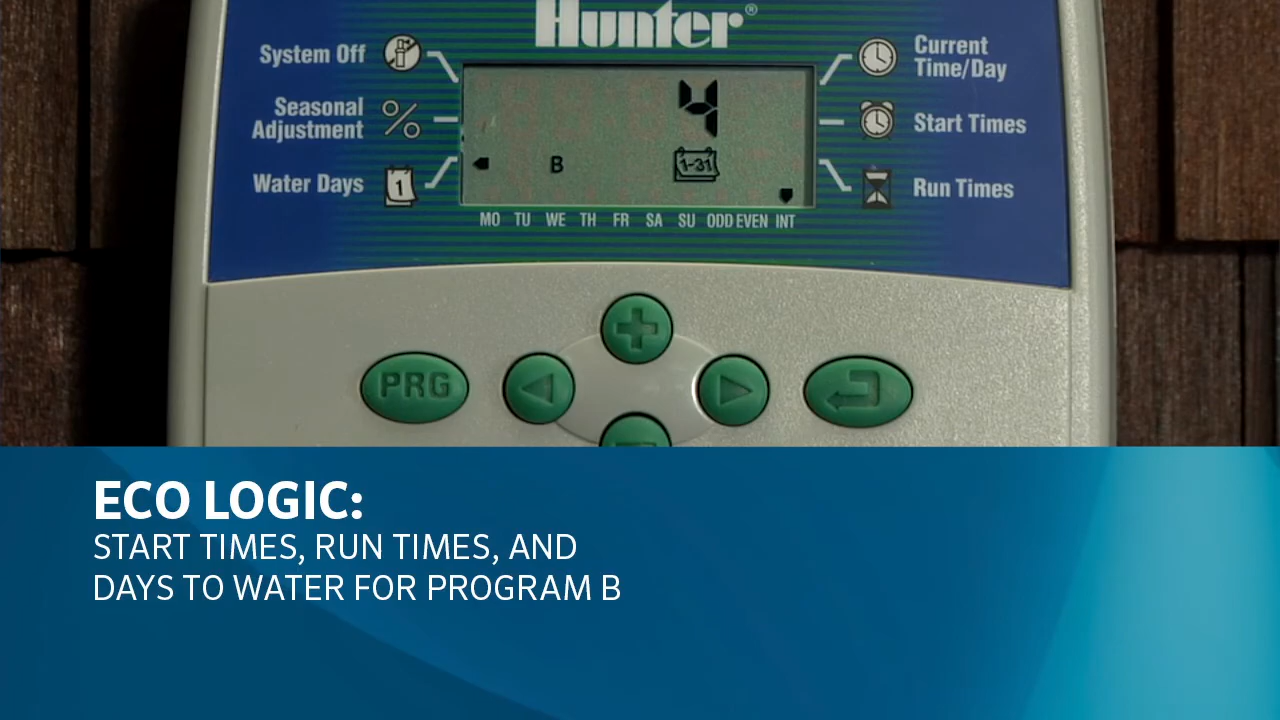 Hunter®
System Off
Current
Time/Day
Seasonal
Adjustment
4
Start Times
Water Days
1
B
1-31
Run Times
MO TU WE TH FR SA SU ODD EVEN INT
PRG
ECO LOGIC:
START TIMES, RUN TIMES, AND
DAYS TO WATER FOR PROGRAM B